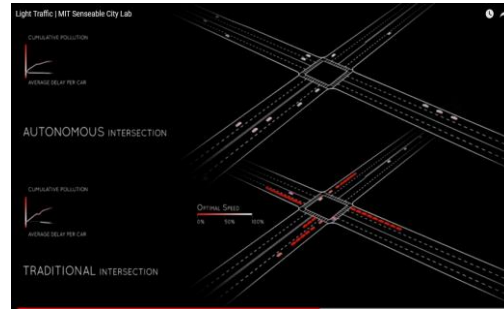 Light Traffic | MIT Senseable City Lab
CUMULATIVE POLLUTION
AVERAGE DELAY PER CAR
AUTONOMOUS INTERSECTION
CUMULATIVE POLLUTION
AVERAGE DELAY PER CAR
OPTIMAL SPEED
0% 50% 100%
TRADITIONAL INTERSECTION